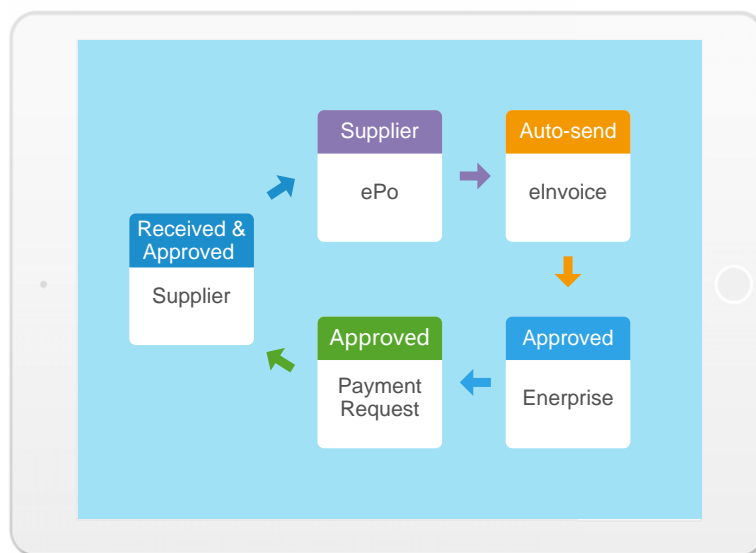 Supplier
ePo
Auto-send
eInvoice
Received &
Approved
Supplier
Approved
Payment
Request
Approved
Enerprise